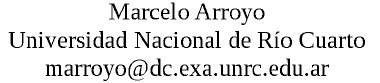 Marcelo Arroyo
Universidad Nacional de Río Cuarto
marroyo@dc.exa.unrc.edu.ar